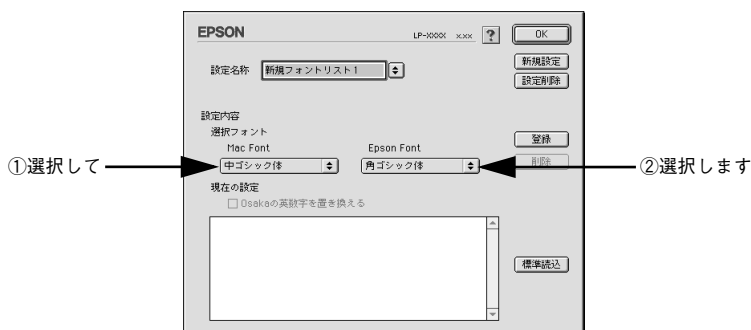 EPSON
LP-XXXX x.xx ? OK
設定名称 新規フォントリスト1
新規設定
設定削除
設定内容
選択フォント
Mac Font Epson Font
登録
①選択して 中ゴシック体 角ゴシック体 削除 ②選択します
現在の設定
Osakaの英数字を置き換える
標準読込